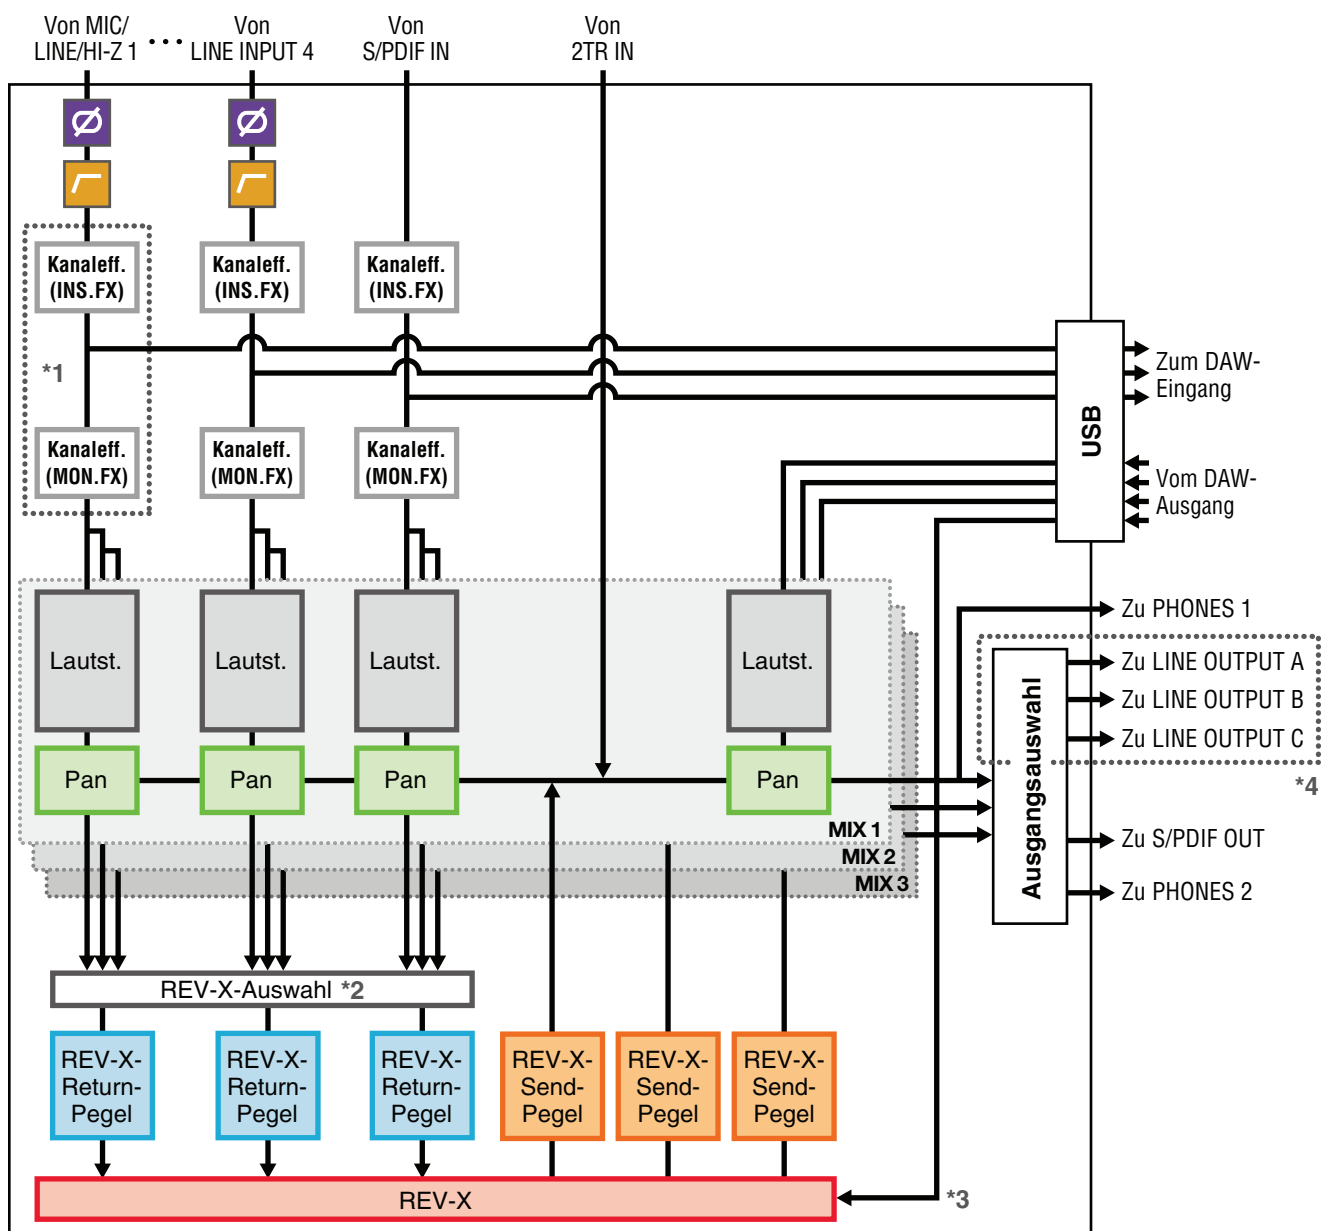 Von MIC/
LINE/HI-Z 1
...
Von
LINE INPUT 4
Von
S/PDIF IN
Von
2TR IN
Kanaleff.
(INS.FX)
Kanaleff.
(INS.FX)
Kanaleff.
(INS.FX)
*1
Zum DAW-
Eingang
USB
Kanaleff.
(MON.FX)
Kanaleff.
(MON.FX)
Kanaleff.
(MON.FX)
Vom DAW-
Ausgang
Lautst.
Lautst.
Lautst.
Lautst.
Zu PHONES 1
Zu LINE OUTPUT A
Zu LINE OUTPUT B
Zu LINE OUTPUT C
*4
Pan
Pan
Pan
Pan
Ausgangsauswahl
MIX 1
MIX 2
MIX 3
Zu S/PDIF OUT
Zu PHONES 2
REV-X-Auswahl *2
REV-X-
Return-
Pegel
REV-X-
Return-
Pegel
REV-X-
Return-
Pegel
REV-X-
Send-
Pegel
REV-X-
Send-
Pegel
REV-X-
Send-
Pegel
REV-X
*3